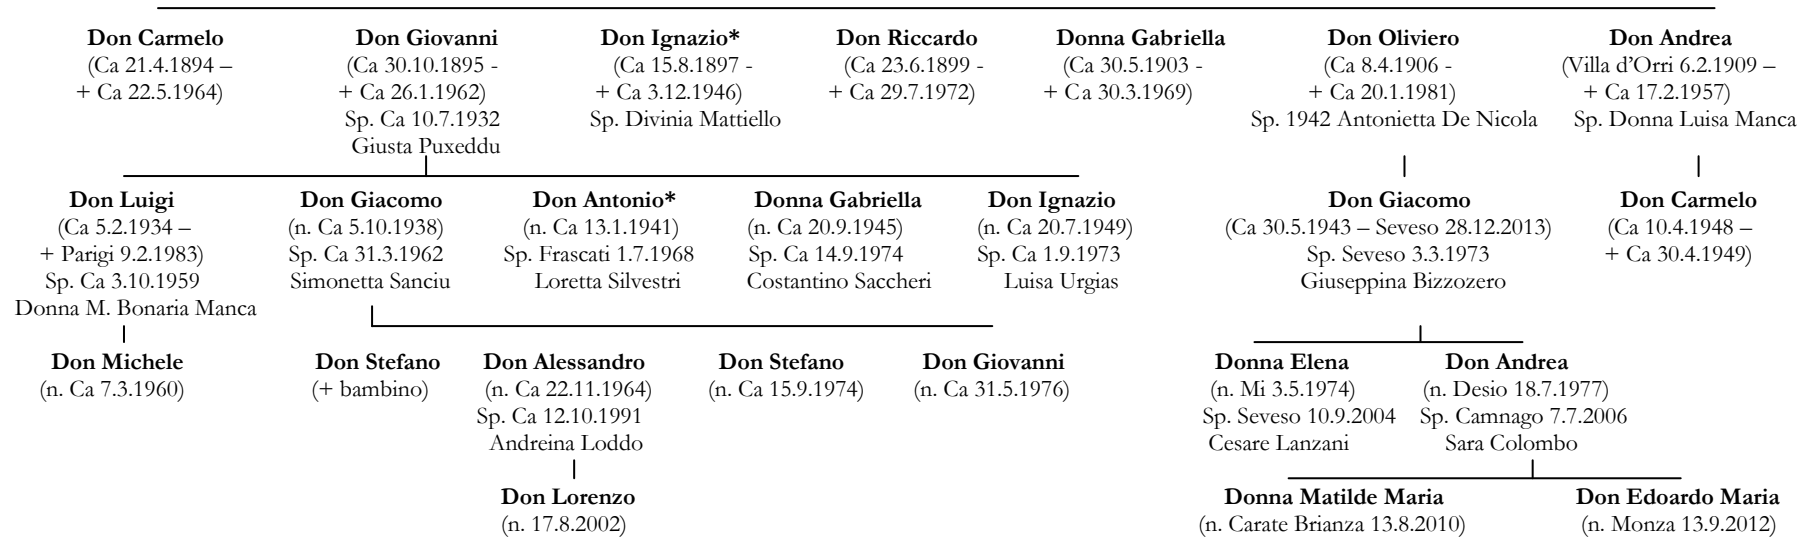 Don Carmelo
(Ca 21.4.1894 –
+ Ca 22.5.1964)
Don Giovanni
(Ca 30.10.1895 -
+ Ca 26.1.1962)
Sp. Ca 10.7.1932
Giusta Puxeddu
Don Ignazio*
(Ca 15.8.1897 -
+ Ca 3.12.1946)
Sp. Divinia Mattiello
Don Riccardo
(Ca 23.6.1899 -
+ Ca 29.7.1972)
Donna Gabriella
(Ca 30.5.1903 -
+ Ca 30.3.1969)
Don Oliviero
(Ca 8.4.1906 -
+ Ca 20.1.1981)
Sp. 1942 Antonietta De Nicola
Don Andrea
(Villa d'Orri 6.2.1909 –
+ Ca 17.2.1957)
Sp. Donna Luisa Manca
Don Luigi
(Ca 5.2.1934 –
+ Parigi 9.2.1983)
Sp. Ca 3.10.1959
Donna M. Bonaria Manca
Don Giacomo
(n. Ca 5.10.1938)
Sp. Ca 31.3.1962
Simonetta Sanciu
Don Antonio*
(n. Ca 13.1.1941)
Sp. Frascati 1.7.1968
Loretta Silvestri
Donna Gabriella
(n. Ca 20.9.1945)
Sp. Ca 14.9.1974
Costantino Saccheri
Don Ignazio
(n. Ca 20.7.1949)
Sp. Ca 1.9.1973
Luisa Urgias
Don Giacomo
(Ca 30.5.1943 – Seveso 28.12.2013)
Sp. Seveso 3.3.1973
Giuseppina Bizzozero
Don Carmelo
(Ca 10.4.1948 –
+ Ca 30.4.1949)
Don Michele
(n. Ca 7.3.1960)
Don Stefano
(+ bambino)
Don Alessandro
(n. Ca 22.11.1964)
Sp. Ca 12.10.1991
Andreina Loddo
Don Stefano
(n. Ca 15.9.1974)
Don Giovanni
(n. Ca 31.5.1976)
Donna Elena
(n. Mi 3.5.1974)
Sp. Seveso 10.9.2004
Cesare Lanzani
Don Andrea
(n. Desio 18.7.1977)
Sp. Camnago 7.7.2006
Sara Colombo
Don Lorenzo
(n. 17.8.2002)
Donna Matilde Maria
(n. Carate Brianza 13.8.2010)
Don Edoardo Maria
(n. Monza 13.9.2012)